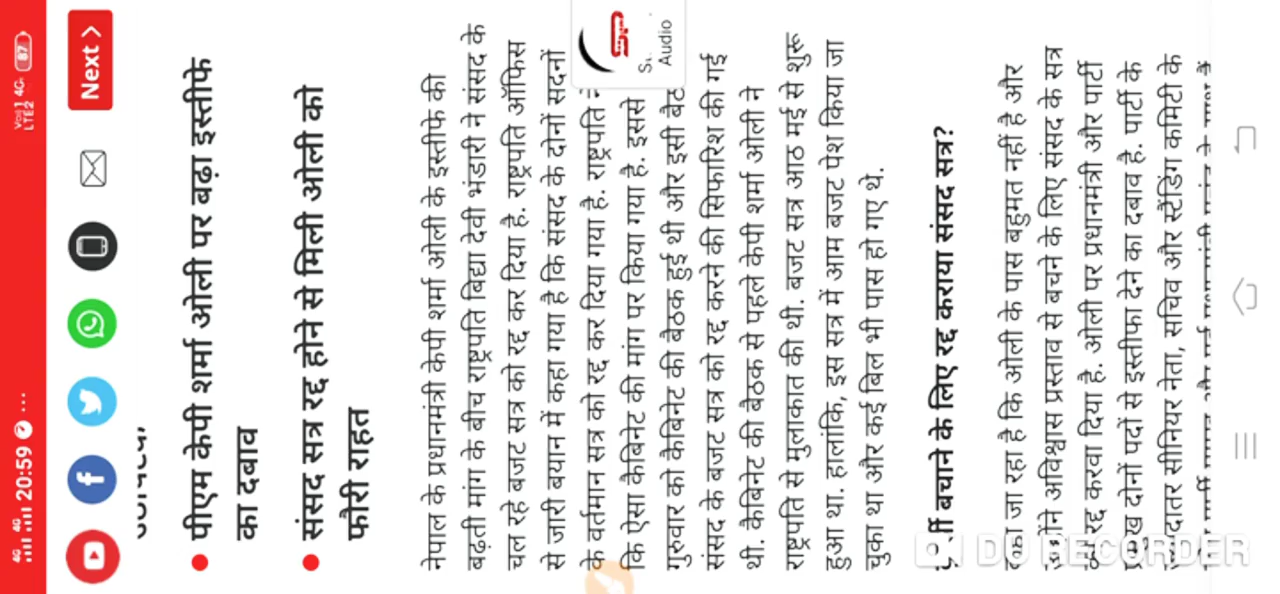 4G 4G 20:59 ...
LTE2 4G 87
Next >
• पीएम केपी शर्मा ओली पर बढ़ा इस्तीफे
का दबाव
• संसद सत्र रद्द होने से मिली ओली को
फौरी राहत
Audio
नेपाल के प्रधानमंत्री केपी शर्मा ओली के इस्तीफे की
बढ़ती मांग के बीच राष्ट्रपति बिद्या देवी भंडारी ने संसद के
चल रहे बजट सत्र को रद्द कर दिया है. राष्ट्रपति ऑफिस
से जारी बयान में कहा गया है कि संसद के दोनों सदनों
के वर्तमान सत्र को रद्द कर दिया गया है. राष्ट्रपति
कि ऐसा कैबिनेट की मांग पर किया गया है. इससे
गुरुवार को कैबिनेट की बैठक हुई थी और इसी
संसद के बजट सत्र को रद्द करने की सिफारिश की गई
थी. कैबिनेट की बैठक से पहले केपी शर्मा ओली ने
राष्ट्रपति से मुलाकात की थी. बजट सत्र आठ मई से शुरू
हुआ था. हालांकि, इस सत्र में आम बजट पेश किया जा
चुका था और कई बिल भी पास हो गए थे.
बचाने के लिए रद्द कराया संसद सत्र?
जा रहा है कि ओली के पास बहुमत नहीं है और
अविश्वास प्रस्ताव से बचने के लिए संसद के सत्र
रद्द करवा दिया है. ओली पर प्रधानमंत्री और पार्टी
दोनों पदों से इस्तीफा देने का दबाव है. पार्टी के
सीनियर नेता, सचिव और स्टैंडिंग कमिटी के
DU RECORDER